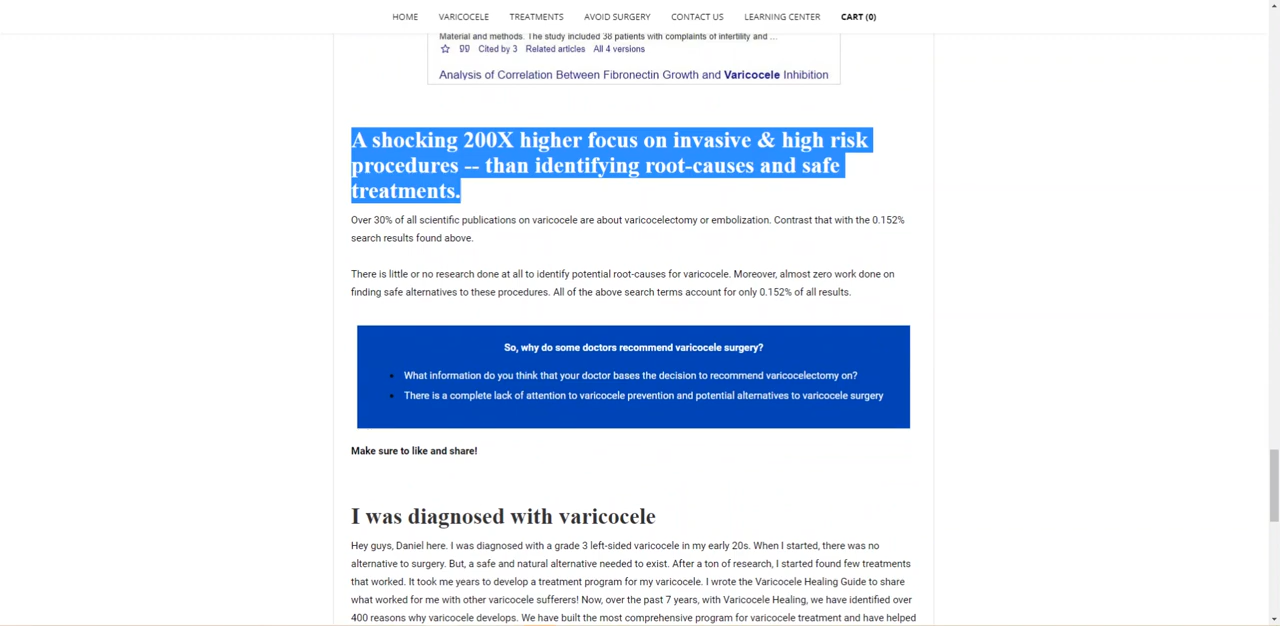 HOME VARICOCELE TREATMENTS AVOID SURGERY CONTACT US LEARNING CENTER CART (0)
Material and methods. The study included 38 patients with complaints of infertility and ...
Cited by 3 Related articles All 4 versions
Analysis of Correlation Between Fibronectin Growth and Varicocele Inhibition
A shocking 200X higher focus on invasive & high risk
procedures -- than identifying root-causes and safe
treatments.
Over 30% of all scientific publications on varicocele are about varicocelectomy or embolization. Contrast that with the 0.152%
search results found above.
There is little or no research done at all to identify potential root-causes for varicocele. Moreover, almost zero work done on
finding safe alternatives to these procedures. All of the above search terms account for only 0.152% of all results.
So, why do some doctors recommend varicocele surgery?
What information do you think that your doctor bases the decision to recommend varicocelectomy on?
There is a complete lack of attention to varicocele prevention and potential alternatives to varicocele surgery
Make sure to like and share!
I was diagnosed with varicocele
Hey guys, Daniel here. I was diagnosed with a grade 3 left-sided varicocele in my early 20s. When I started, there was no
alternative to surgery. But, a safe and natural alternative needed to exist. After a ton of research, I started found few treatments
that worked. It took me years to develop a treatment program for my varicocele. I wrote the Varicocele Healing Guide to share
what worked for me with other varicocele sufferers! Now, over the past 7 years, with Varicocele Healing, we have identified over
400 reasons why varicocele develops. We have built the most comprehensive program for varicocele treatment and have helped